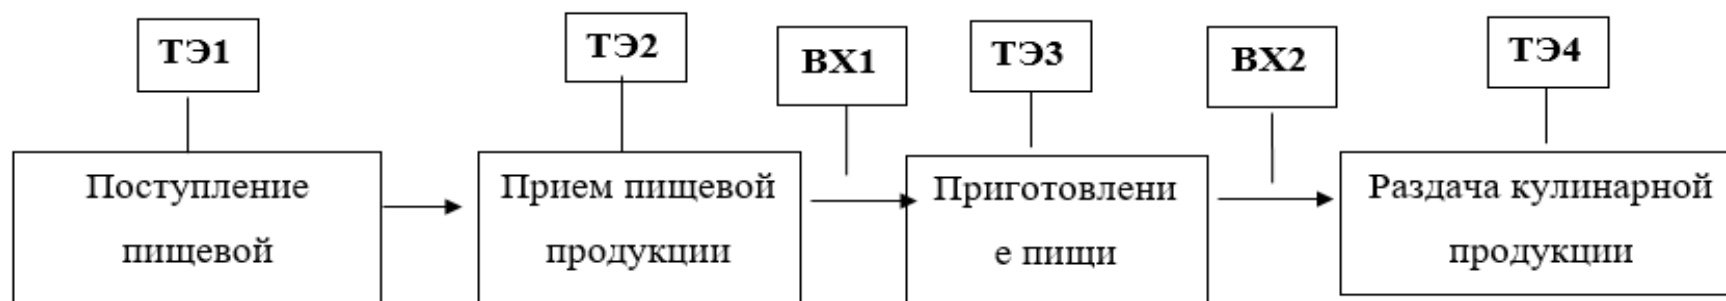 ТЭ1
ТЭ2
ВХ1
ТЭ3
ВХ2
ТЭ4
Поступление
пищевой
Прием пищевой
продукции
Приготовлени
е пищи
Раздача кулинарной
продукции